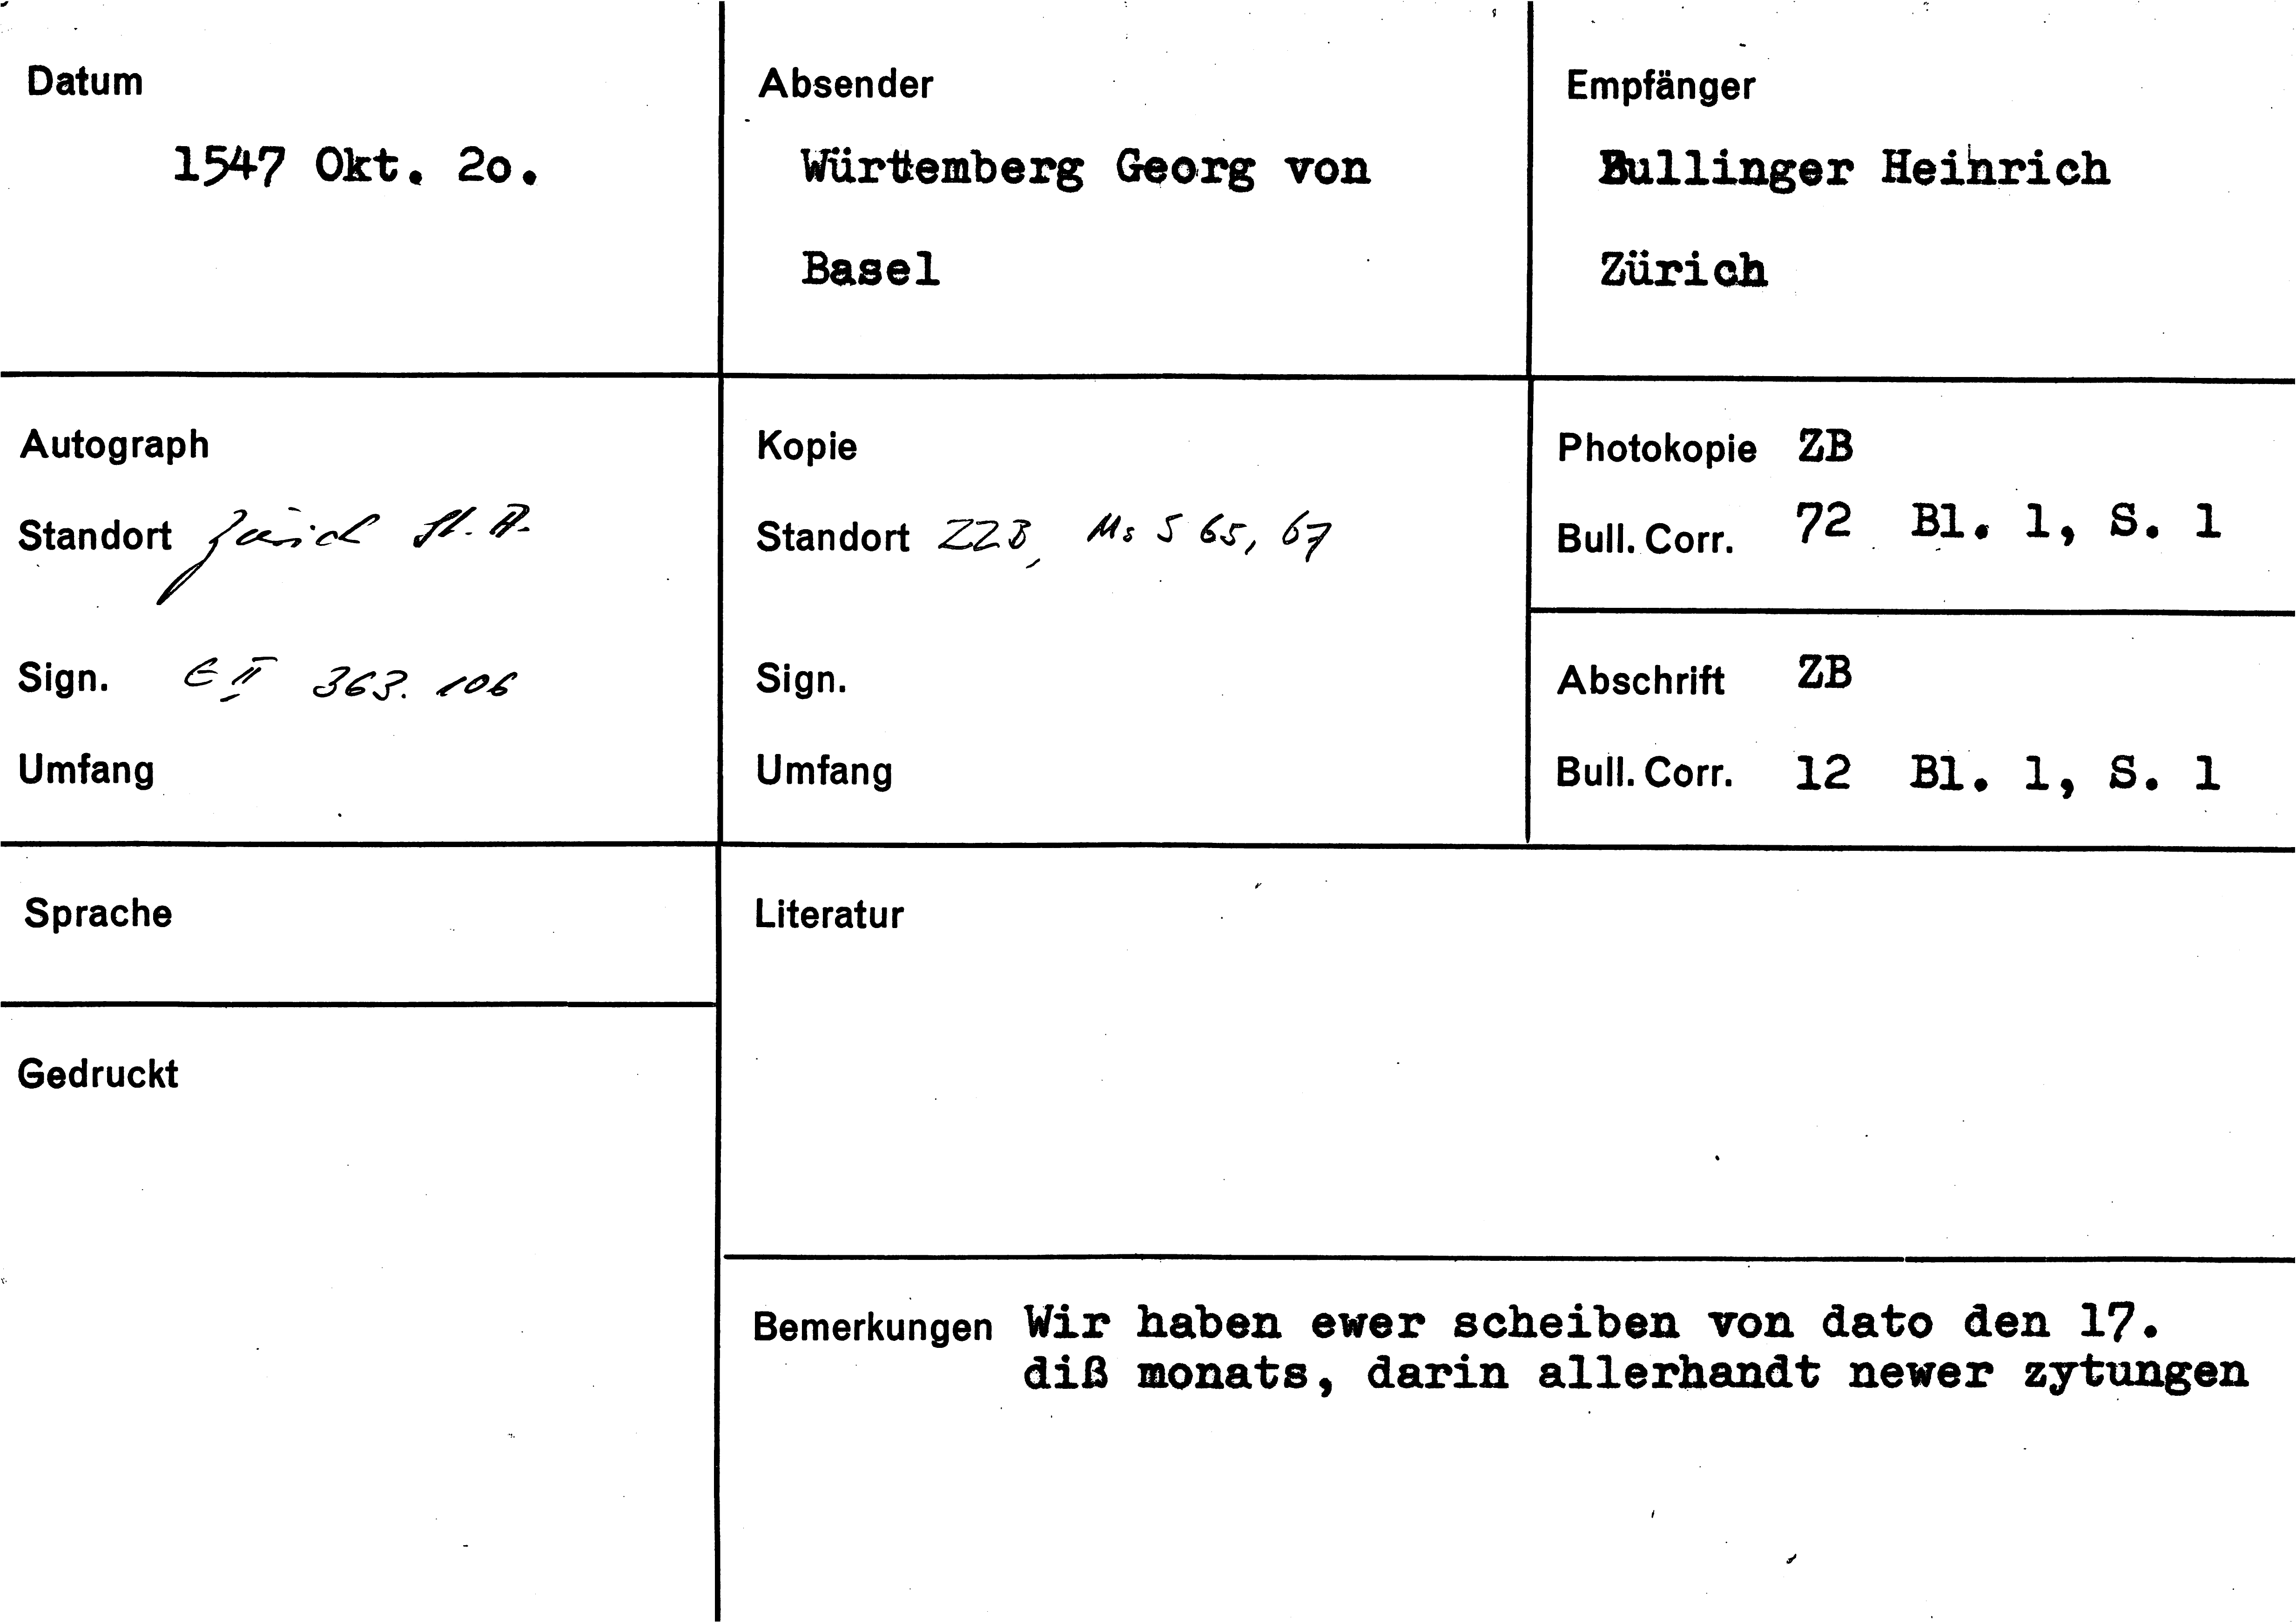 Datum
1547 Okt. 2o.
Absender
Württemberg Georg von
Basel
Empfänger
Bullinger Heinrich
Zürich
Autograph
Standort Zürich St. A.
Sign. E II 363. 106
Umfang
Kopie
Standort ZZB, Ms S 65, 67
Sign.
Umfang
Photokopie ZB
Bull. Corr. 72 Bl. 1, S. 1
Abschrift ZB
Bull. Corr. 12 Bl. 1, S. 1
Sprache
Literatur
Gedruckt
Bemerkungen Wir haben ewer scheiben von dato den 17.
diß monats, darin allerhandt newer zytungen